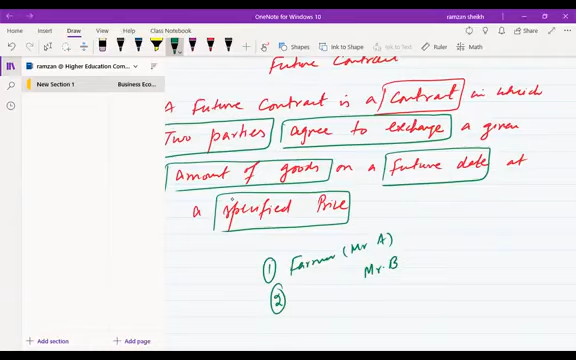 OneNote for Windows 10
ramzan sheikh
Home Insert Draw View Help Class Notebook
Share
Shapes Ink to Shape Ink to Text Ruler Math
ramzan @ Higher Education Com...
New Section 1 Business Eco...
Future Contract
A Future Contract is a Contract in which
Two parties agree to exchange a given
Amount of goods on a future date at
a specified Price
① Farmer (Mr A)
Mr. B
②
+ Add section + Add page